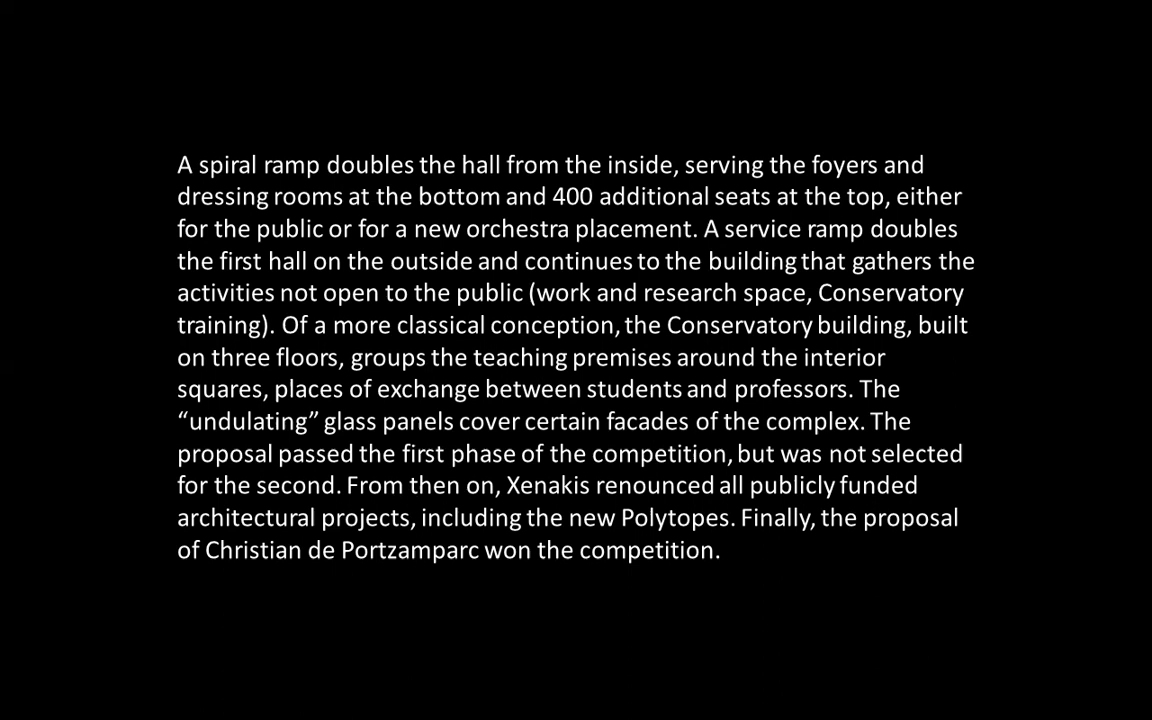 A spiral ramp doubles the hall from the inside, serving the foyers and
dressing rooms at the bottom and 400 additional seats at the top, either
for the public or for a new orchestra placement. A service ramp doubles
the first hall on the outside and continues to the building that gathers the
activities not open to the public (work and research space, Conservatory
training). Of a more classical conception, the Conservatory building, built
on three floors, groups the teaching premises around the interior
squares, places of exchange between students and professors. The
“undulating” glass panels cover certain facades of the complex. The
proposal passed the first phase of the competition, but was not selected
for the second. From then on, Xenakis renounced all publicly funded
architectural projects, including the new Polytopes. Finally, the proposal
of Christian de Portzamparc won the competition.